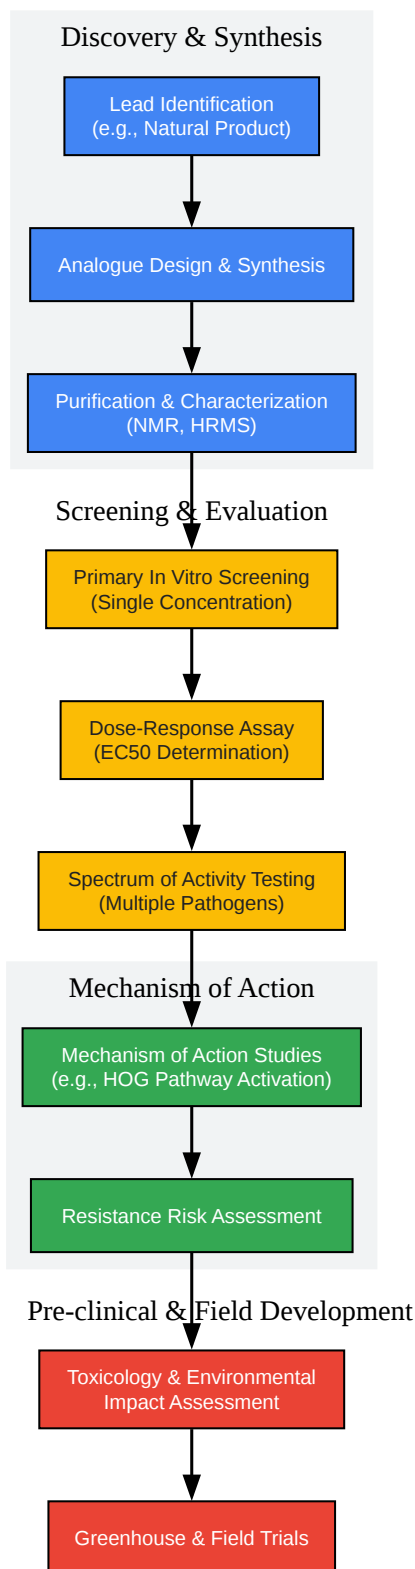 Discovery & Synthesis
Lead Identification
(e.g., Natural Product)
Analogue Design & Synthesis
Purification & Characterization
(NMR, HRMS)
Screening & Evaluation
Primary In Vitro Screening
(Single Concentration)
Dose-Response Assay
(EC50 Determination)
Spectrum of Activity Testing
(Multiple Pathogens)
Mechanism of Action
Mechanism of Action Studies
(e.g., HOG Pathway Activation)
Resistance Risk Assessment
Pre-clinical & Field Development
Toxicology & Environmental
Impact Assessment
Greenhouse & Field Trials